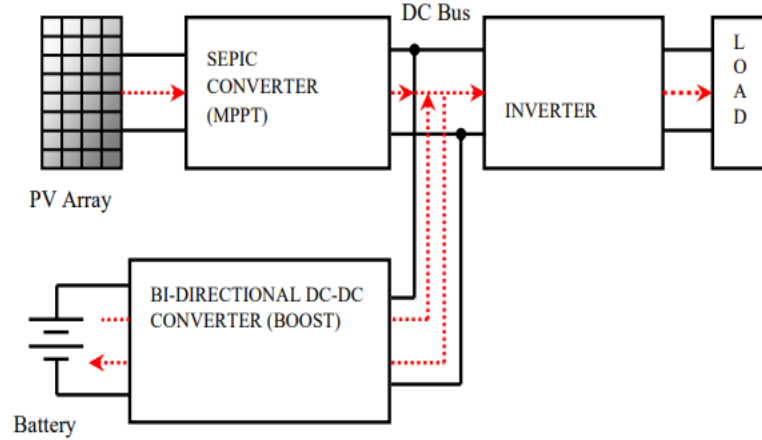 DC Bus
SEPIC
CONVERTER
(MPPT)
INVERTER
L
O
A
D
PV Array
BI-DIRECTIONAL DC-DC
CONVERTER (BOOST)
Battery